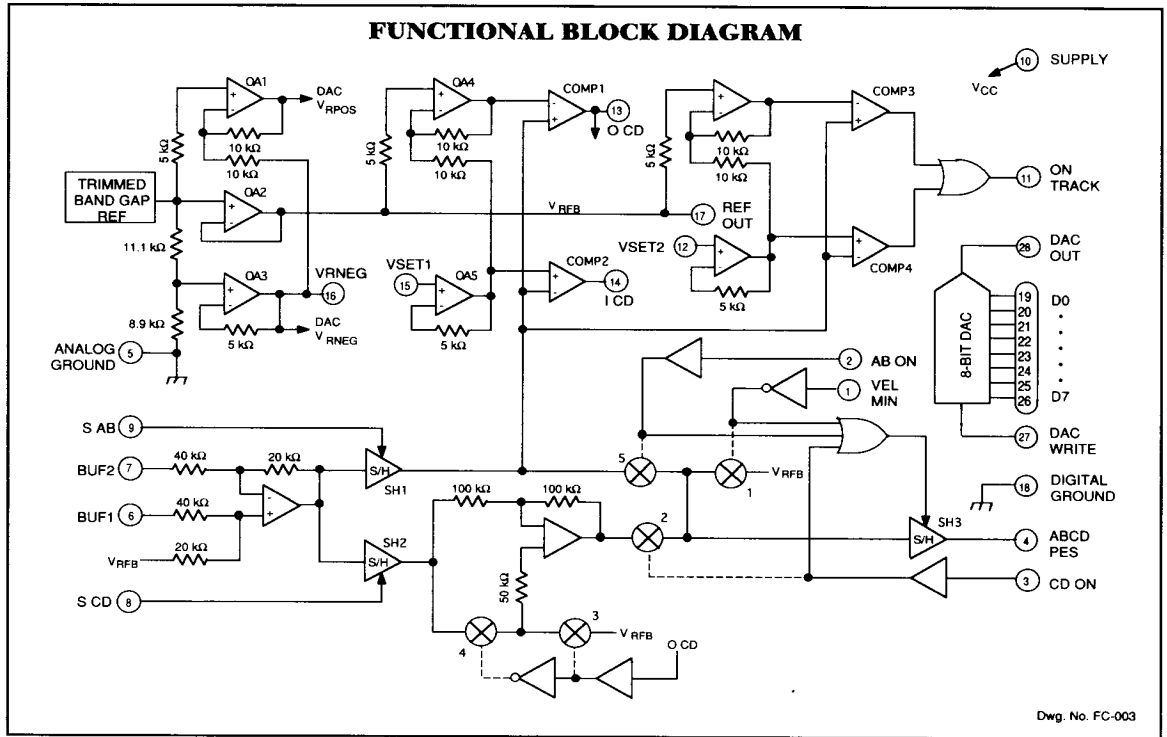 FUNCTIONAL BLOCK DIAGRAM
10 SUPPLY
VCC
OA1
DAC
VRPOS
5 kΩ
10 kΩ
10 kΩ
TRIMMED
BAND GAP
REF
OA2
11.1 kΩ
OA3
VRNEG
16
DAC
VRNEG
5 kΩ
8.9 kΩ
ANALOG
GROUND
5
OA4
5 kΩ
10 kΩ
10 kΩ
COMP1
13
O CD
VRFB
VSET1
15
OA5
5 kΩ
COMP2
14
I CD
5 kΩ
10 kΩ
10 kΩ
17 REF
OUT
VSET2 12
5 kΩ
COMP3
COMP4
11 ON
TRACK
28 DAC
OUT
8-BIT DAC
19 D0
20
21
22
23
24
25
26 D7
27 DAC
WRITE
18 DIGITAL
GROUND
2 AB ON
1 VEL
MIN
S AB 9
BUF2 7
40 kΩ
20 kΩ
BUF1 6
40 kΩ
VRFB
20 kΩ
S CD 8
S/H
SH1
SH2
S/H
100 kΩ
100 kΩ
50 kΩ
5
1
VRFB
2
4
3
VRFB
O CD
SH3
S/H
4 ABCD
PES
3 CD ON
Dwg. No. FC-003